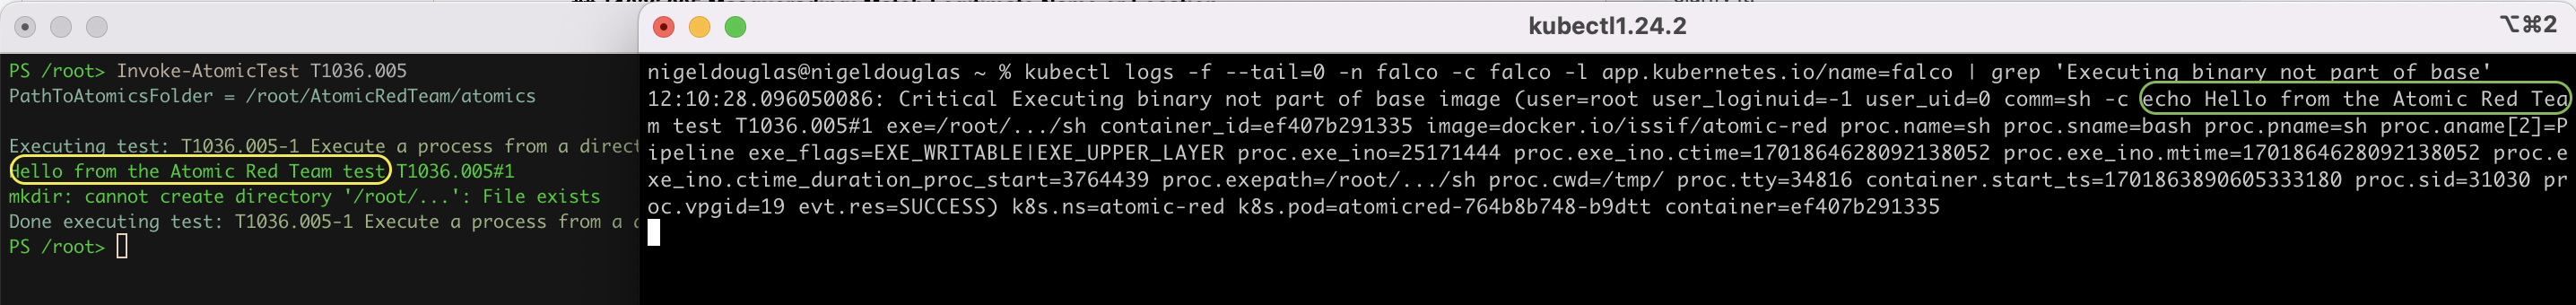 kubectl1.24.2
⌥⌘2
PS /root> Invoke-AtomicTest T1036.005
PathToAtomicsFolder = /root/AtomicRedTeam/atomics
Executing test: T1036.005-1 Execute a process from a direct
Hello from the Atomic Red Team test T1036.005#1
mkdir: cannot create directory '/root/...': File exists
Done executing test: T1036.005-1 Execute a process from a d
PS /root>
nigeldouglas@nigeldouglas ~ % kubectl logs -f --tail=0 -n falco -c falco -l app.kubernetes.io/name=falco | grep 'Executing binary not part of base'
12:10:28.096050086: Critical Executing binary not part of base image (user=root user_loginuid=-1 user_uid=0 comm=sh -c echo Hello from the Atomic Red Tea
m test T1036.005#1 exe=/root/.../sh container_id=ef407b291335 image=docker.io/issif/atomic-red proc.name=sh proc.sname=bash proc.pname=sh proc.aname[2]=P
ipeline exe_flags=EXE_WRITABLE|EXE_UPPER_LAYER proc.exe_ino=25171444 proc.exe_ino.ctime=1701864628092138052 proc.exe_ino.mtime=1701864628092138052 proc.e
xe_ino.ctime_duration_proc_start=3764439 proc.exepath=/root/.../sh proc.cwd=/tmp/ proc.tty=34816 container.start_ts=1701863890605333180 proc.sid=31030 pr
oc.vpgid=19 evt.res=SUCCESS) k8s.ns=atomic-red k8s.pod=atomicred-764b8b748-b9dtt container=ef407b291335